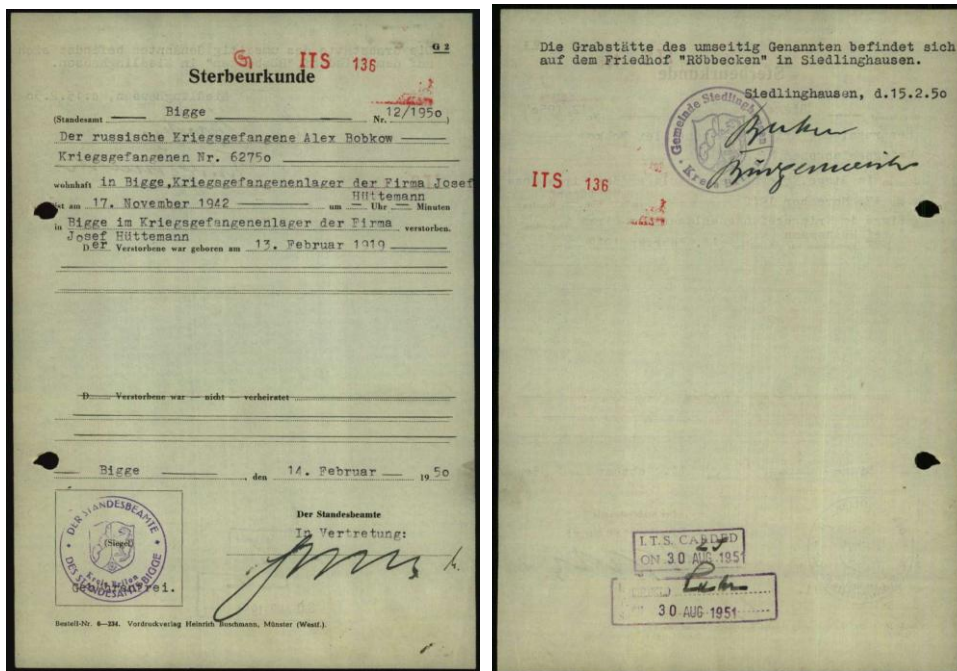 G 2
G ITS 136
Sterbeurkunde
(Standesamt Bigge Nr. 12/1950)
Der russische Kriegsgefangene Alex Bobkow
Kriegsgefangenen Nr. 62750
wohnhaft in Bigge,Kriegsgefangenenlager der Firma Josef
Hüttemann
ist am 17. November 1942 um — Uhr — Minuten
in Bigge im Kriegsgefangenenlager der Firma verstorben.
Josef Hüttemann
Der Verstorbene war geboren am 13. Februar 1919
D Verstorbene war — nicht — verheiratet
Bigge, den 14. Februar 1950
Der Standesbeamte
In Vertretung:
DER STANDESBEAMTE
(Siegel)
Kreis Brilon
DES STANDESAMTS BIGGE
Gebührenfrei.
Bestell-Nr. 6—234. Vordruckverlag Heinrich Buschmann, Münster (Westf.).
Die Grabstätte des umseitig Genannten befindet sich
auf dem Friedhof "Röbbecken" in Siedlinghausen.
Siedlinghausen, d.15.2.50
Gemeinde Siedlingh
Kreis
Bürgermeister
ITS 136
I.T.S. CARDED
ON 30 AUG 1951
30 AUG 1951